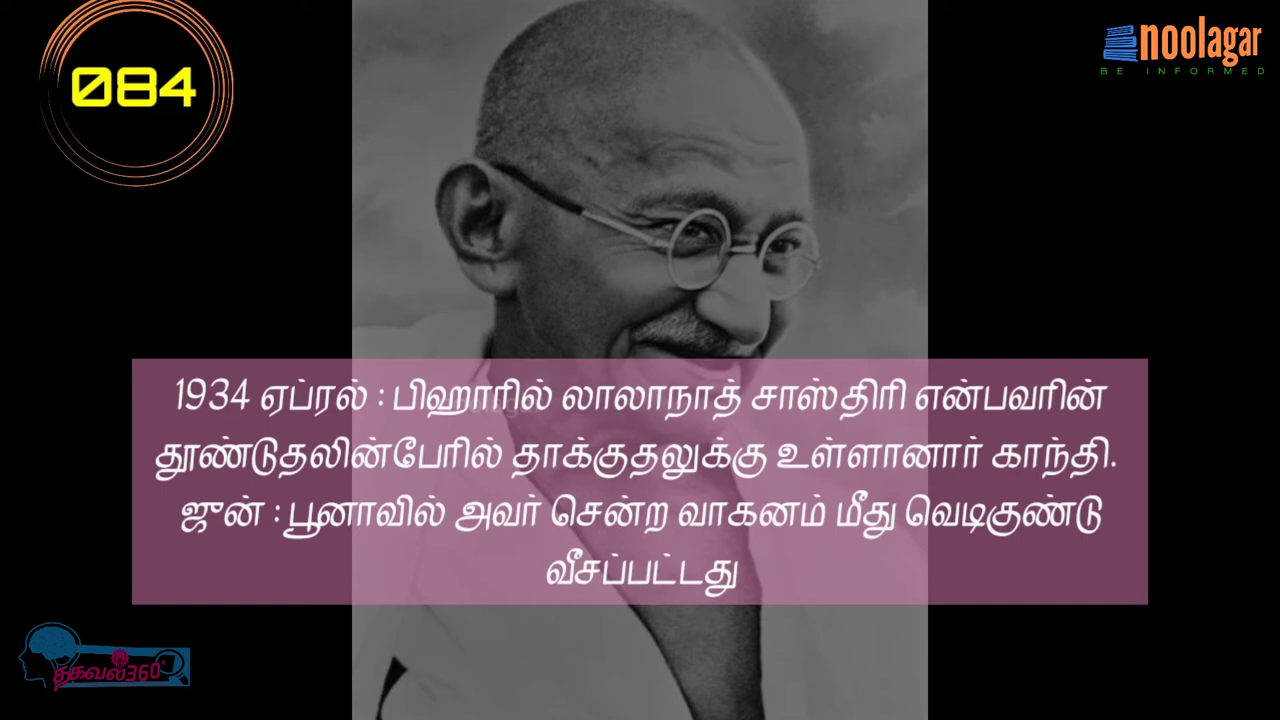 084
noolagar
BE INFORMED
1934 ஏப்ரல் : பிஹாரில் லாலாநாத் சாஸ்திரி என்பவரின்
தூண்டுதலின்பேரில் தாக்குதலுக்கு உள்ளானார் காந்தி.
ஜுன் : பூனாவில் அவர் சென்ற வாகனம் மீது வெடிகுண்டு
வீசப்பட்டது
தகவல்360°